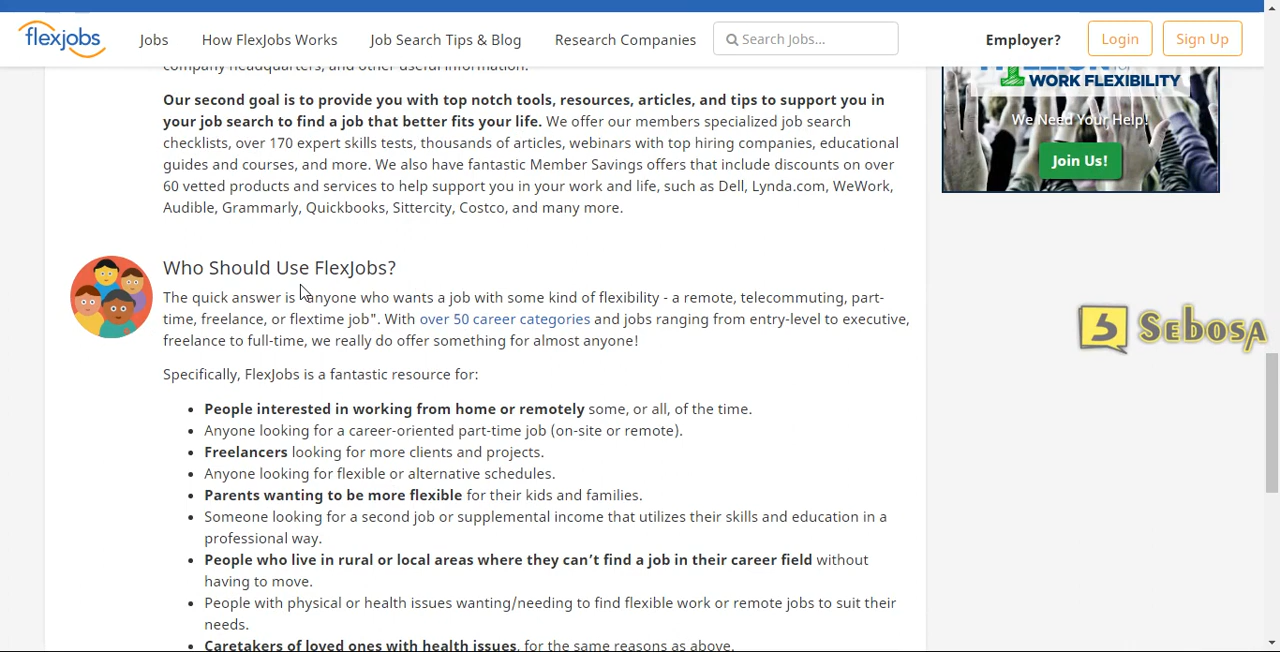 flexjobs
Jobs
How FlexJobs Works
Job Search Tips & Blog
Research Companies
Search Jobs...
Employer?
Login
Sign Up
company headquarters, and other useful information.
Our second goal is to provide you with top notch tools, resources, articles, and tips to support you in
your job search to find a job that better fits your life. We offer our members specialized job search
checklists, over 170 expert skills tests, thousands of articles, webinars with top hiring companies, educational
guides and courses, and more. We also have fantastic Member Savings offers that include discounts on over
60 vetted products and services to help support you in your work and life, such as Dell, Lynda.com, WeWork,
Audible, Grammarly, Quickbooks, Sittercity, Costco, and many more.
WORK FLEXIBILITY
We Need Your Help!
Join Us!
Who Should Use FlexJobs?
The quick answer is "anyone who wants a job with some kind of flexibility - a remote, telecommuting, part-
time, freelance, or flextime job". With over 50 career categories and jobs ranging from entry-level to executive,
freelance to full-time, we really do offer something for almost anyone!
Specifically, FlexJobs is a fantastic resource for:
• People interested in working from home or remotely some, or all, of the time.
• Anyone looking for a career-oriented part-time job (on-site or remote).
• Freelancers looking for more clients and projects.
• Anyone looking for flexible or alternative schedules.
• Parents wanting to be more flexible for their kids and families.
• Someone looking for a second job or supplemental income that utilizes their skills and education in a
professional way.
• People who live in rural or local areas where they can’t find a job in their career field without
having to move.
• People with physical or health issues wanting/needing to find flexible work or remote jobs to suit their
needs.
• Caretakers of loved ones with health issues, for the same reasons as above.
SEBOSA